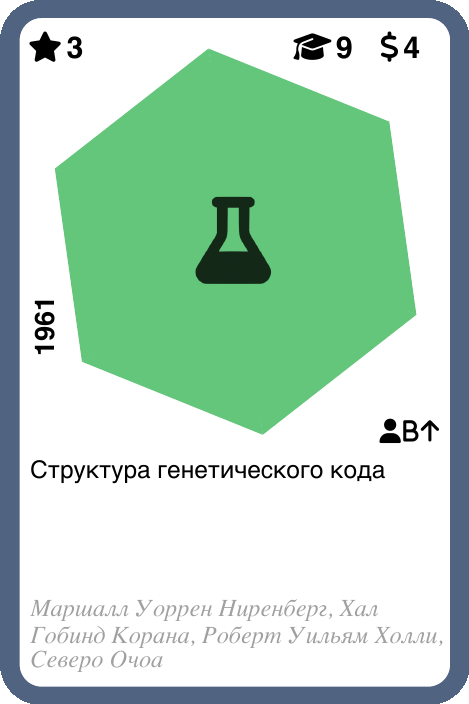 3
9
$4
1961
B↑
Структура генетического кода
Маршалл Уоррен Ниренберг, Хал
Гобинд Корана, Роберт Уильям Холли,
Северо Очоа